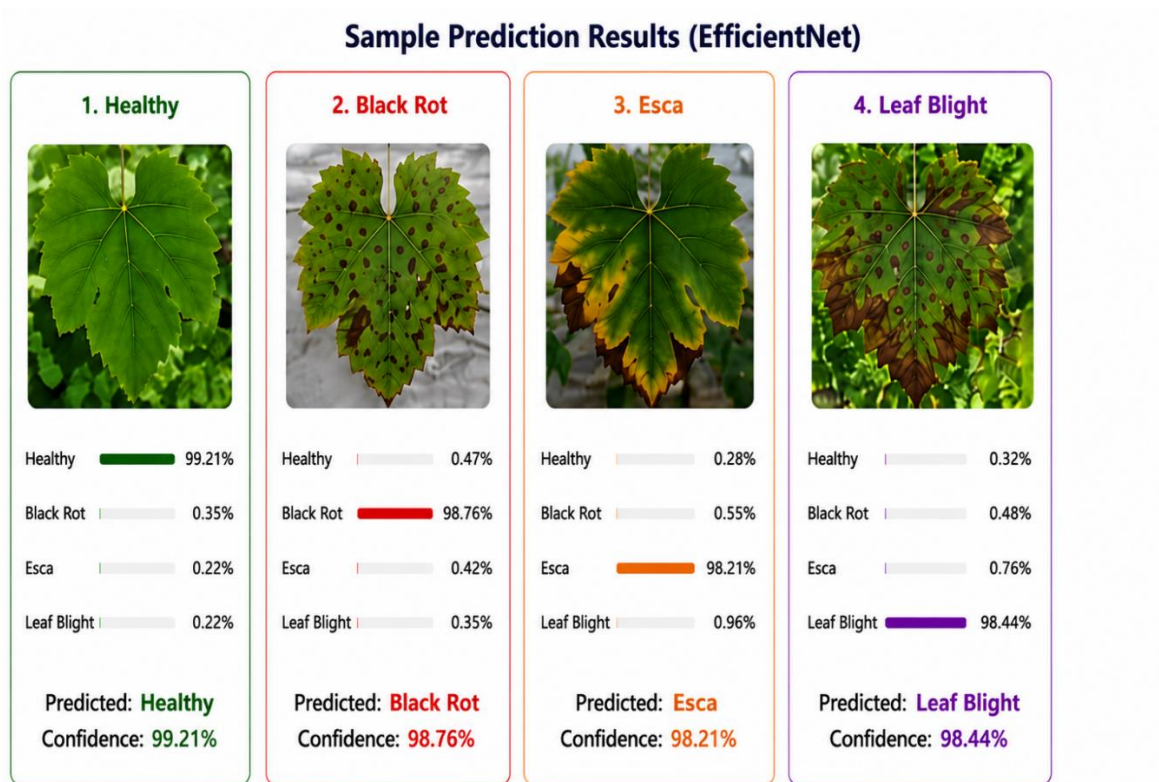 Sample Prediction Results (EfficientNet)
1. Healthy
Healthy 99.21%
Black Rot 0.35%
Esca 0.22%
Leaf Blight 0.22%
Predicted: Healthy
Confidence: 99.21%
2. Black Rot
Healthy 0.47%
Black Rot 98.76%
Esca 0.42%
Leaf Blight 0.35%
Predicted: Black Rot
Confidence: 98.76%
3. Esca
Healthy 0.28%
Black Rot 0.55%
Esca 98.21%
Leaf Blight 0.96%
Predicted: Esca
Confidence: 98.21%
4. Leaf Blight
Healthy 0.32%
Black Rot 0.48%
Esca 0.76%
Leaf Blight 98.44%
Predicted: Leaf Blight
Confidence: 98.44%